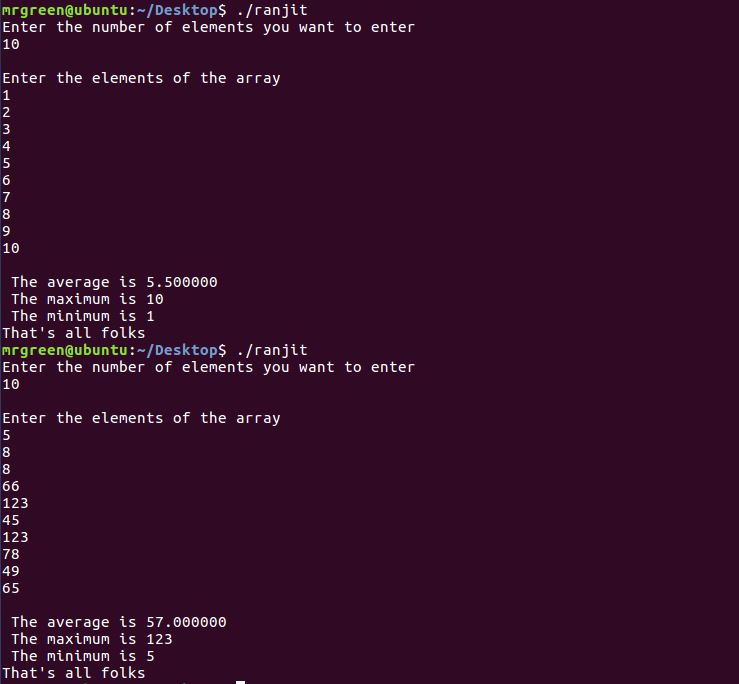 mrgreen@ubuntu:~/Desktop$ ./ranjit
Enter the number of elements you want to enter
10
Enter the elements of the array
1
2
3
4
5
6
7
8
9
10
The average is 5.500000
The maximum is 10
The minimum is 1
That's all folks
mrgreen@ubuntu:~/Desktop$ ./ranjit
Enter the number of elements you want to enter
10
Enter the elements of the array
5
8
8
66
123
45
123
78
49
65
The average is 57.000000
The maximum is 123
The minimum is 5
That's all folks